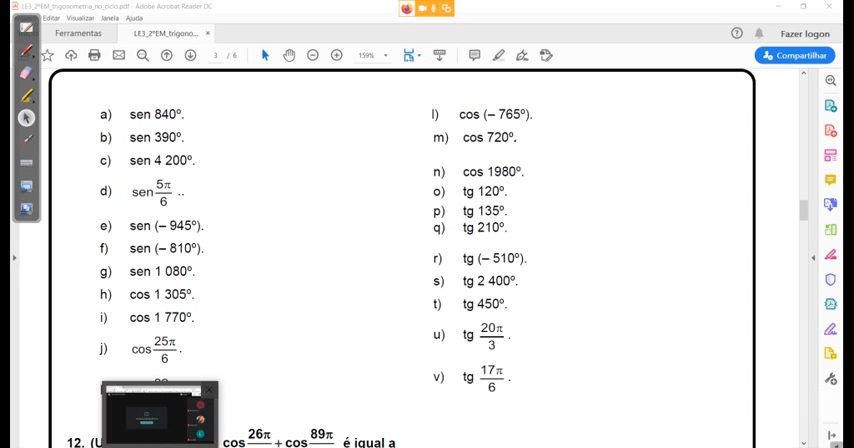 LE3_2ºEM_trigonometria_no_ciclo.pdf - Adobe Acrobat Reader DC
Editar Visualizar Janela Ajuda
Ferramentas
LE3_2ºEM_trigono... ×
Fazer logon
3 / 6
159%
Compartilhar
a) sen 840º.
b) sen 390º.
c) sen 4 200º.
d) sen 5π/6 ..
e) sen (– 945º).
f) sen (– 810º).
g) sen 1 080º.
h) cos 1 305º.
i) cos 1 770º.
j) cos 25π/6 .
l) cos (– 765º).
m) cos 720º.
n) cos 1980º.
o) tg 120º.
p) tg 135º.
q) tg 210º.
r) tg (– 510º).
s) tg 2 400º.
t) tg 450º.
u) tg 20π/3 .
v) tg 17π/6 .
12. (U cos 26π + cos 89π é igual a